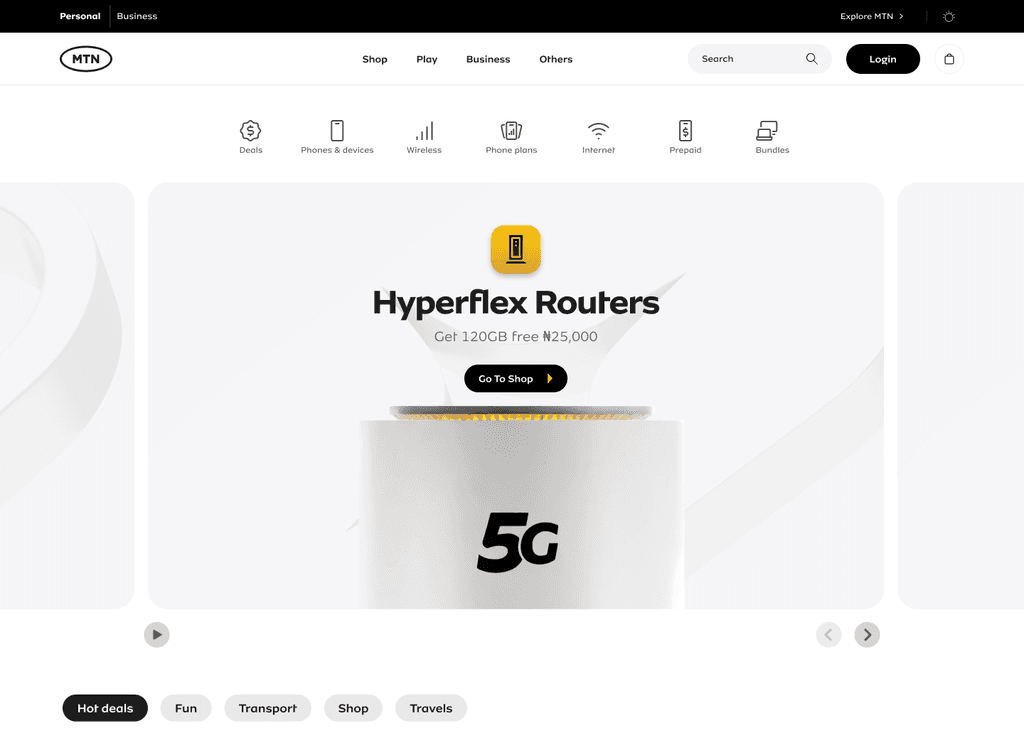 Personal
Business
Explore MTN
MTN
Shop
Play
Business
Others
Search
Login
Deals
Phones & devices
Wireless
Phone plans
Internet
Prepaid
Bundles
Hyperflex Routers
Get 120GB free ₦25,000
Go To Shop
5G
Hot deals
Fun
Transport
Shop
Travels